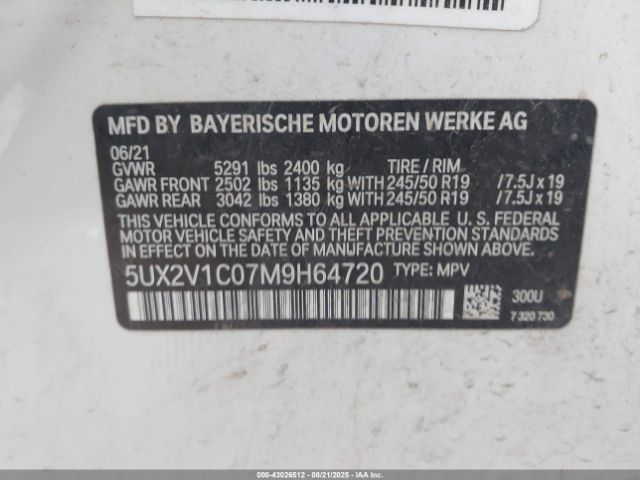 MFD BY BAYERISCHE MOTOREN WERKE AG
06/21
GVWR 5291 lbs 2400 kg TIRE / RIM
GAWR FRONT 2502 lbs 1135 kg WITH 245/50 R19 /7.5J x 19
GAWR REAR 3042 lbs 1380 kg WITH 245/50 R19 /7.5J x 19
THIS VEHICLE CONFORMS TO ALL APPLICABLE U. S. FEDERAL
MOTOR VEHICLE SAFETY AND THEFT PREVENTION STANDARDS
IN EFFECT ON THE DATE OF MANUFACTURE SHOWN ABOVE.
5UX2V1C07M9H64720 TYPE: MPV
300U
7 320 730
000-43026512 - 08/21/2025 - COPYRIGHT IAA, LLC